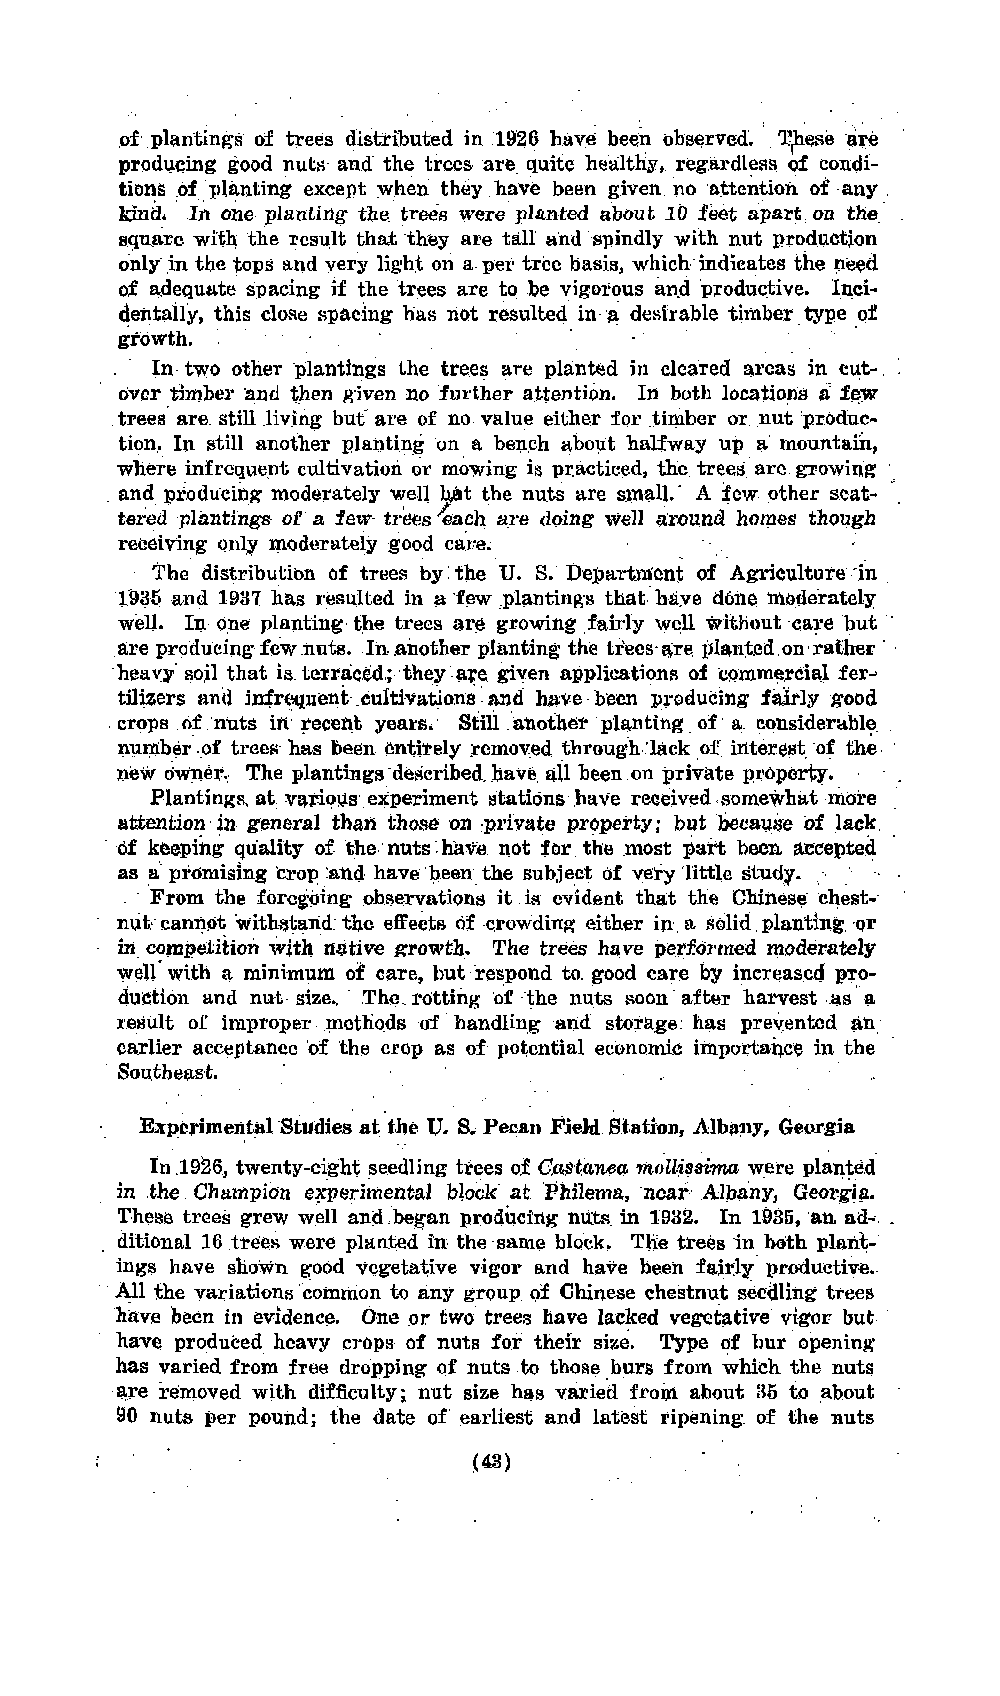 of plantings of trees distributed in 1926 have been observed. These are
producing good nuts and the trees are quite healthy, regardless of condi-
tions of planting except when they have been given no attention of any
kind. In one planting the trees were planted about 10 feet apart on the
square with the result that they are tall and spindly with nut production
only in the tops and very light on a per tree basis, which indicates the need
of adequate spacing if the trees are to be vigorous and productive. Inci-
dentally, this close spacing has not resulted in a desirable timber type of
growth.
In two other plantings the trees are planted in cleared areas in cut-
over timber and then given no further attention. In both locations a few
trees are still living but are of no value either for timber or nut produc-
tion. In still another planting on a bench about halfway up a mountain,
where infrequent cultivation or mowing is practiced, the trees are growing
and producing moderately well but the nuts are small. A few other scat-
tered plantings of a few trees each are doing well around homes though
receiving only moderately good care.
The distribution of trees by the U. S. Department of Agriculture in
1935 and 1937 has resulted in a few plantings that have done moderately
well. In one planting the trees are growing fairly well without care but
are producing few nuts. In another planting the trees are planted on rather
heavy soil that is terraced; they are given applications of commercial fer-
tilizers and infrequent cultivations and have been producing fairly good
crops of nuts in recent years. Still another planting of a considerable
number of trees has been entirely removed through lack of interest of the
new owner. The plantings described have all been on private property.
Plantings at various experiment stations have received somewhat more
attention in general than those on private property; but because of lack
of keeping quality of the nuts have not for the most part been accepted
as a promising crop and have been the subject of very little study.
From the foregoing observations it is evident that the Chinese chest-
nut cannot withstand the effects of crowding either in a solid planting or
in competition with native growth. The trees have performed moderately
well with a minimum of care, but respond to good care by increased pro-
duction and nut size. The rotting of the nuts soon after harvest as a
result of improper methods of handling and storage has prevented an
earlier acceptance of the crop as of potential economic importance in the
Southeast.
Experimental Studies at the U. S. Pecan Field Station, Albany, Georgia
In 1926, twenty-eight seedling trees of Castanea mollissima were planted
in the Champion experimental block at Philema, near Albany, Georgia.
These trees grew well and began producing nuts in 1932. In 1935, an ad-
ditional 16 trees were planted in the same block. The trees in both plant-
ings have shown good vegetative vigor and have been fairly productive.
All the variations common to any group of Chinese chestnut seedling trees
have been in evidence. One or two trees have lacked vegetative vigor but
have produced heavy crops of nuts for their size. Type of bur opening
has varied from free dropping of nuts to those burs from which the nuts
are removed with difficulty; nut size has varied from about 35 to about
90 nuts per pound; the date of earliest and latest ripening of the nuts
(43)